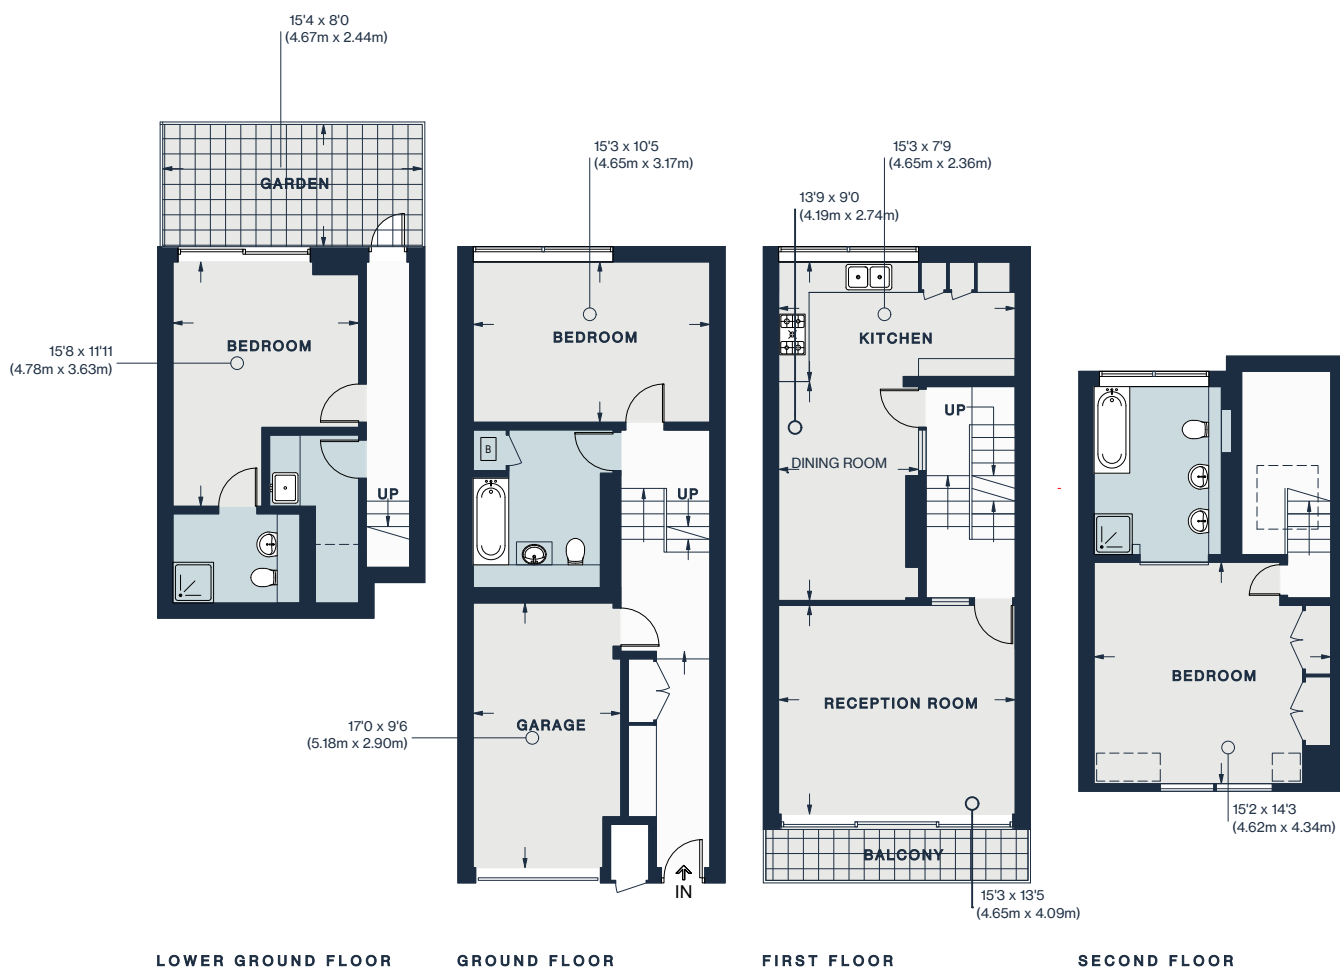 15'4 x 8'0
(4.67m x 2.44m)
GARDEN
BEDROOM
15'8 x 11'11
(4.78m x 3.63m)
UP
LOWER GROUND FLOOR
15'3 x 10'5
(4.65m x 3.17m)
BEDROOM
B
UP
GARAGE
17'0 x 9'6
(5.18m x 2.90m)
IN
GROUND FLOOR
15'3 x 7'9
(4.65m x 2.36m)
13'9 x 9'0
(4.19m x 2.74m)
KITCHEN
UP
DINING ROOM
RECEPTION ROOM
BALCONY
15'3 x 13'5
(4.65m x 4.09m)
FIRST FLOOR
BEDROOM
15'2 x 14'3
(4.62m x 4.34m)
SECOND FLOOR